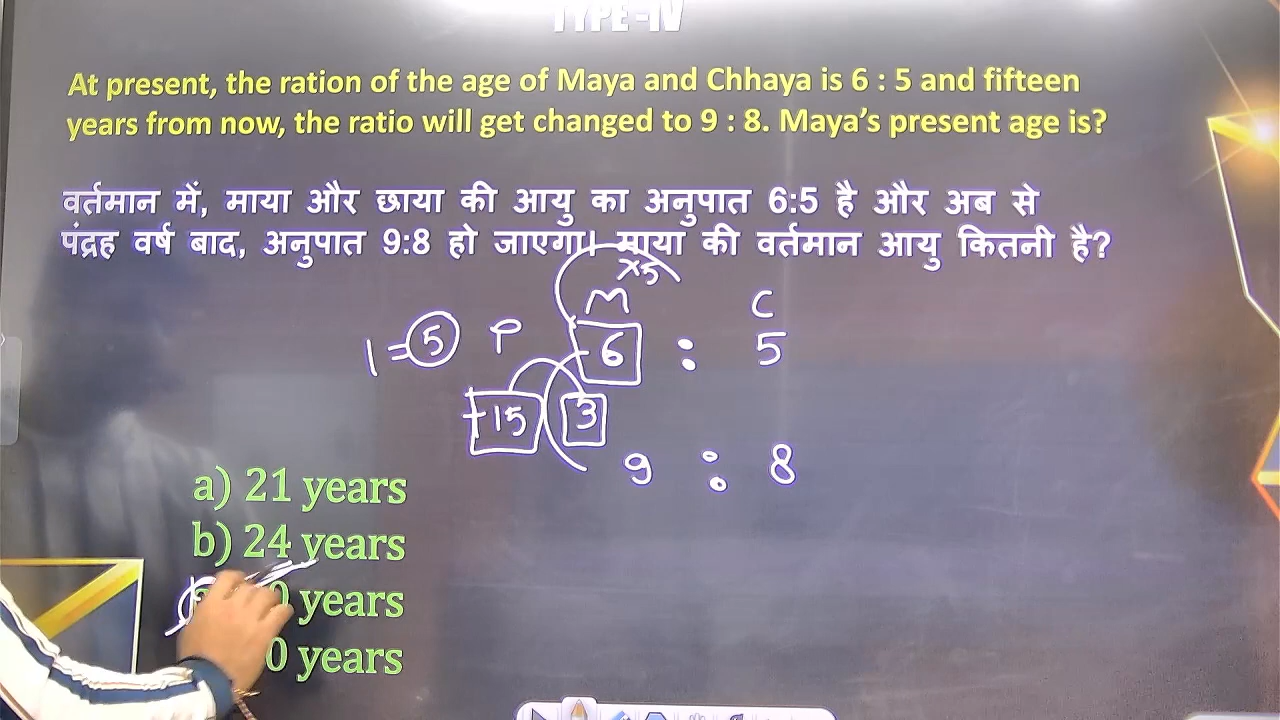 TYPE-IV
At present, the ration of the age of Maya and Chhaya is 6 : 5 and fifteen
years from now, the ratio will get changed to 9 : 8. Maya's present age is?
वर्तमान में, माया और छाया की आयु का अनुपात 6:5 है और अब से
पंद्रह वर्ष बाद, अनुपात 9:8 हो जाएगा। माया की वर्तमान आयु कितनी है?
x5
M C
1 = 5 P 6 : 5
+15 3
9 : 8
a) 21 years
b) 24 years
years
years